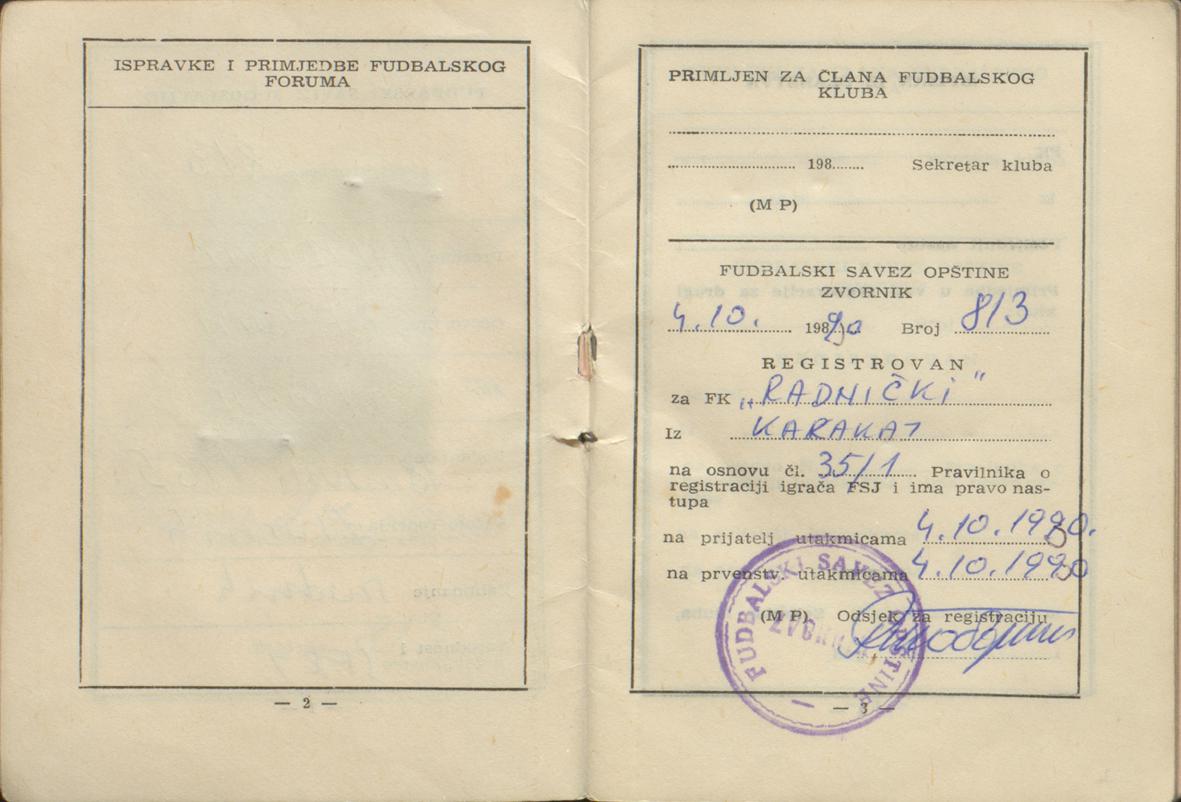 ISPRAVKE I PRIMJEDBE FUDBALSKOG
FORUMA
— 2 —
PRIMLJEN ZA ČLANA FUDBALSKOG
KLUBA
198 Sekretar kluba
(M P)
FUDBALSKI SAVEZ OPŠTINE
ZVORNIK
4.10. 1990 Broj 813
REGISTROVAN
za FK „RADNIČKI"
Iz KARAKAJ
na osnovu čl. 35/1 Pravilnika o
registraciji igrača FSJ i ima pravo nas-
tupa
na prijatelj utakmicama 4.10.1990.
na prvenstv. utakmicama 4.10.1990
(M P) Odsjek za registraciju
FUDBALSKI SAVEZ OPŠTINE
ZVORNIK
— 3 —